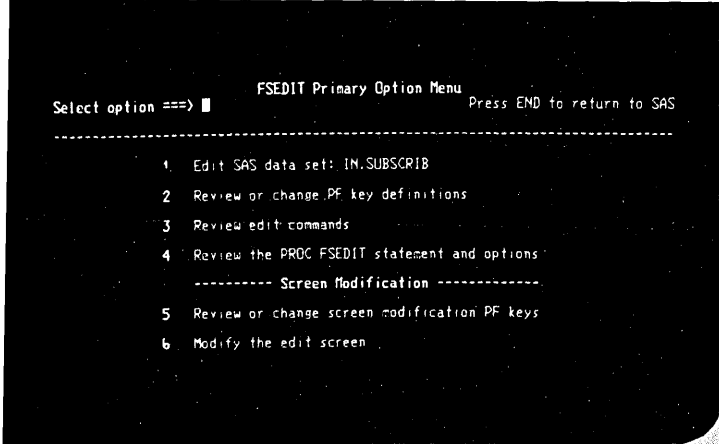 FSEDIT Primary Option Menu
Select option ===>
Press END to return to SAS
--------------------------------------------------------------------------------
1 Edit SAS data set: IN.SUBSCRIB
2 Review or change PF key definitions
3 Review edit commands
4 Review the PROC FSEDIT statement and options
---------- Screen Modification -------------
5 Review or change screen modification PF keys
6 Modify the edit screen